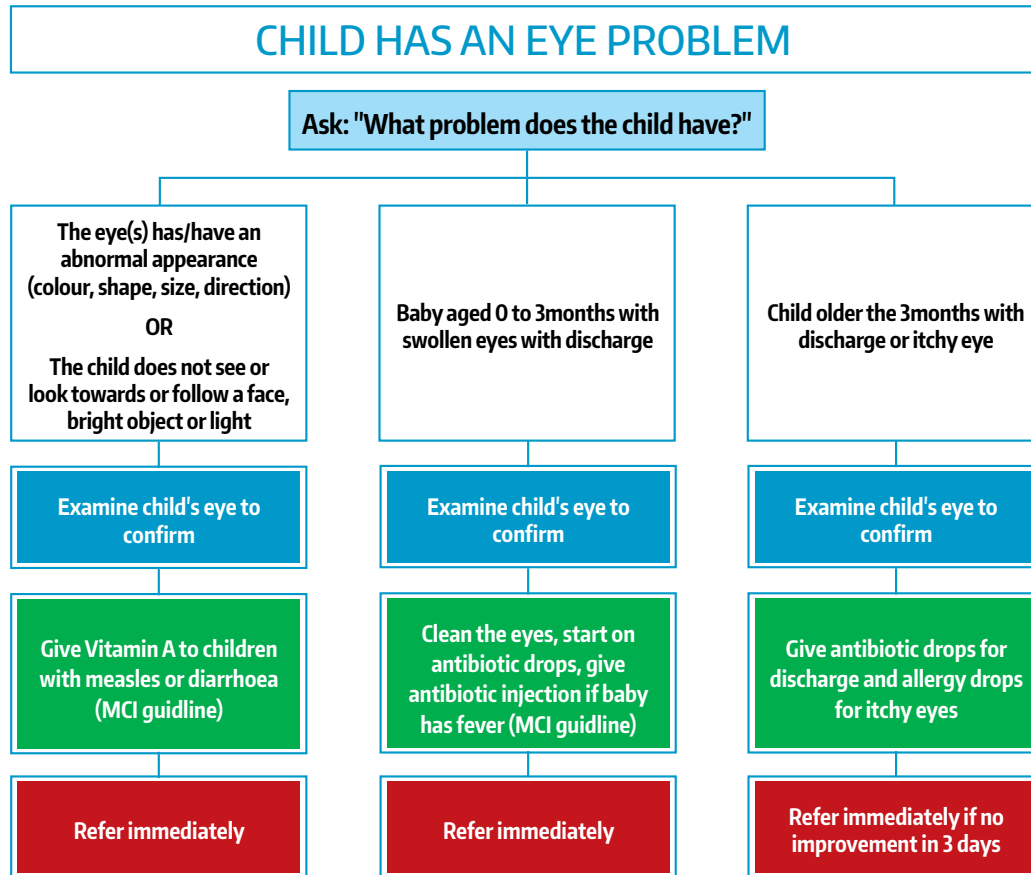 CHILD HAS AN EYE PROBLEM
Ask: "What problem does the child have?"
The eye(s) has/have an
abnormal appearance
(colour, shape, size, direction)
OR
The child does not see or
look towards or follow a face,
bright object or light
Examine child's eye to
confirm
Give Vitamin A to children
with measles or diarrhoea
(MCI guidline)
Refer immediately
Baby aged 0 to 3months with
swollen eyes with discharge
Examine child's eye to
confirm
Clean the eyes, start on
antibiotic drops, give
antibiotic injection if baby
has fever (MCI guidline)
Refer immediately
Child older the 3months with
discharge or itchy eye
Examine child's eye to
confirm
Give antibiotic drops for
discharge and allergy drops
for itchy eyes
Refer immediately if no
improvement in 3 days